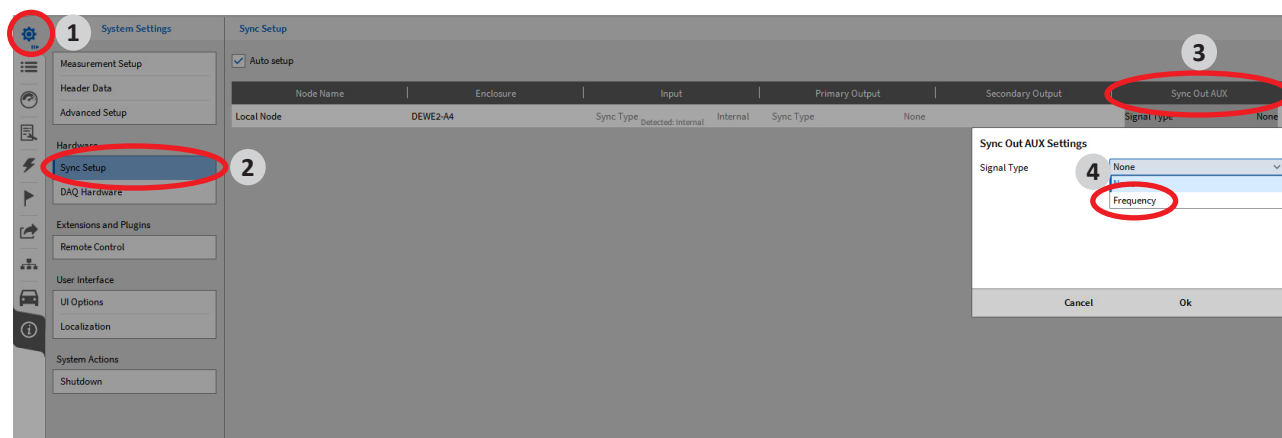 1
System Settings
Sync Setup
Measurement Setup
Header Data
Advanced Setup
Hardware
Sync Setup
2
DAQ Hardware
Extensions and Plugins
Remote Control
User Interface
UI Options
Localization
System Actions
Shutdown
Auto setup
3
Node Name Enclosure Input Primary Output Secondary Output Sync Out AUX
Local Node DEWE2-A4 Sync Type Detected: Internal Internal Sync Type None Signal Type None
Sync Out AUX Settings
Signal Type 4 None
Frequency
Cancel Ok